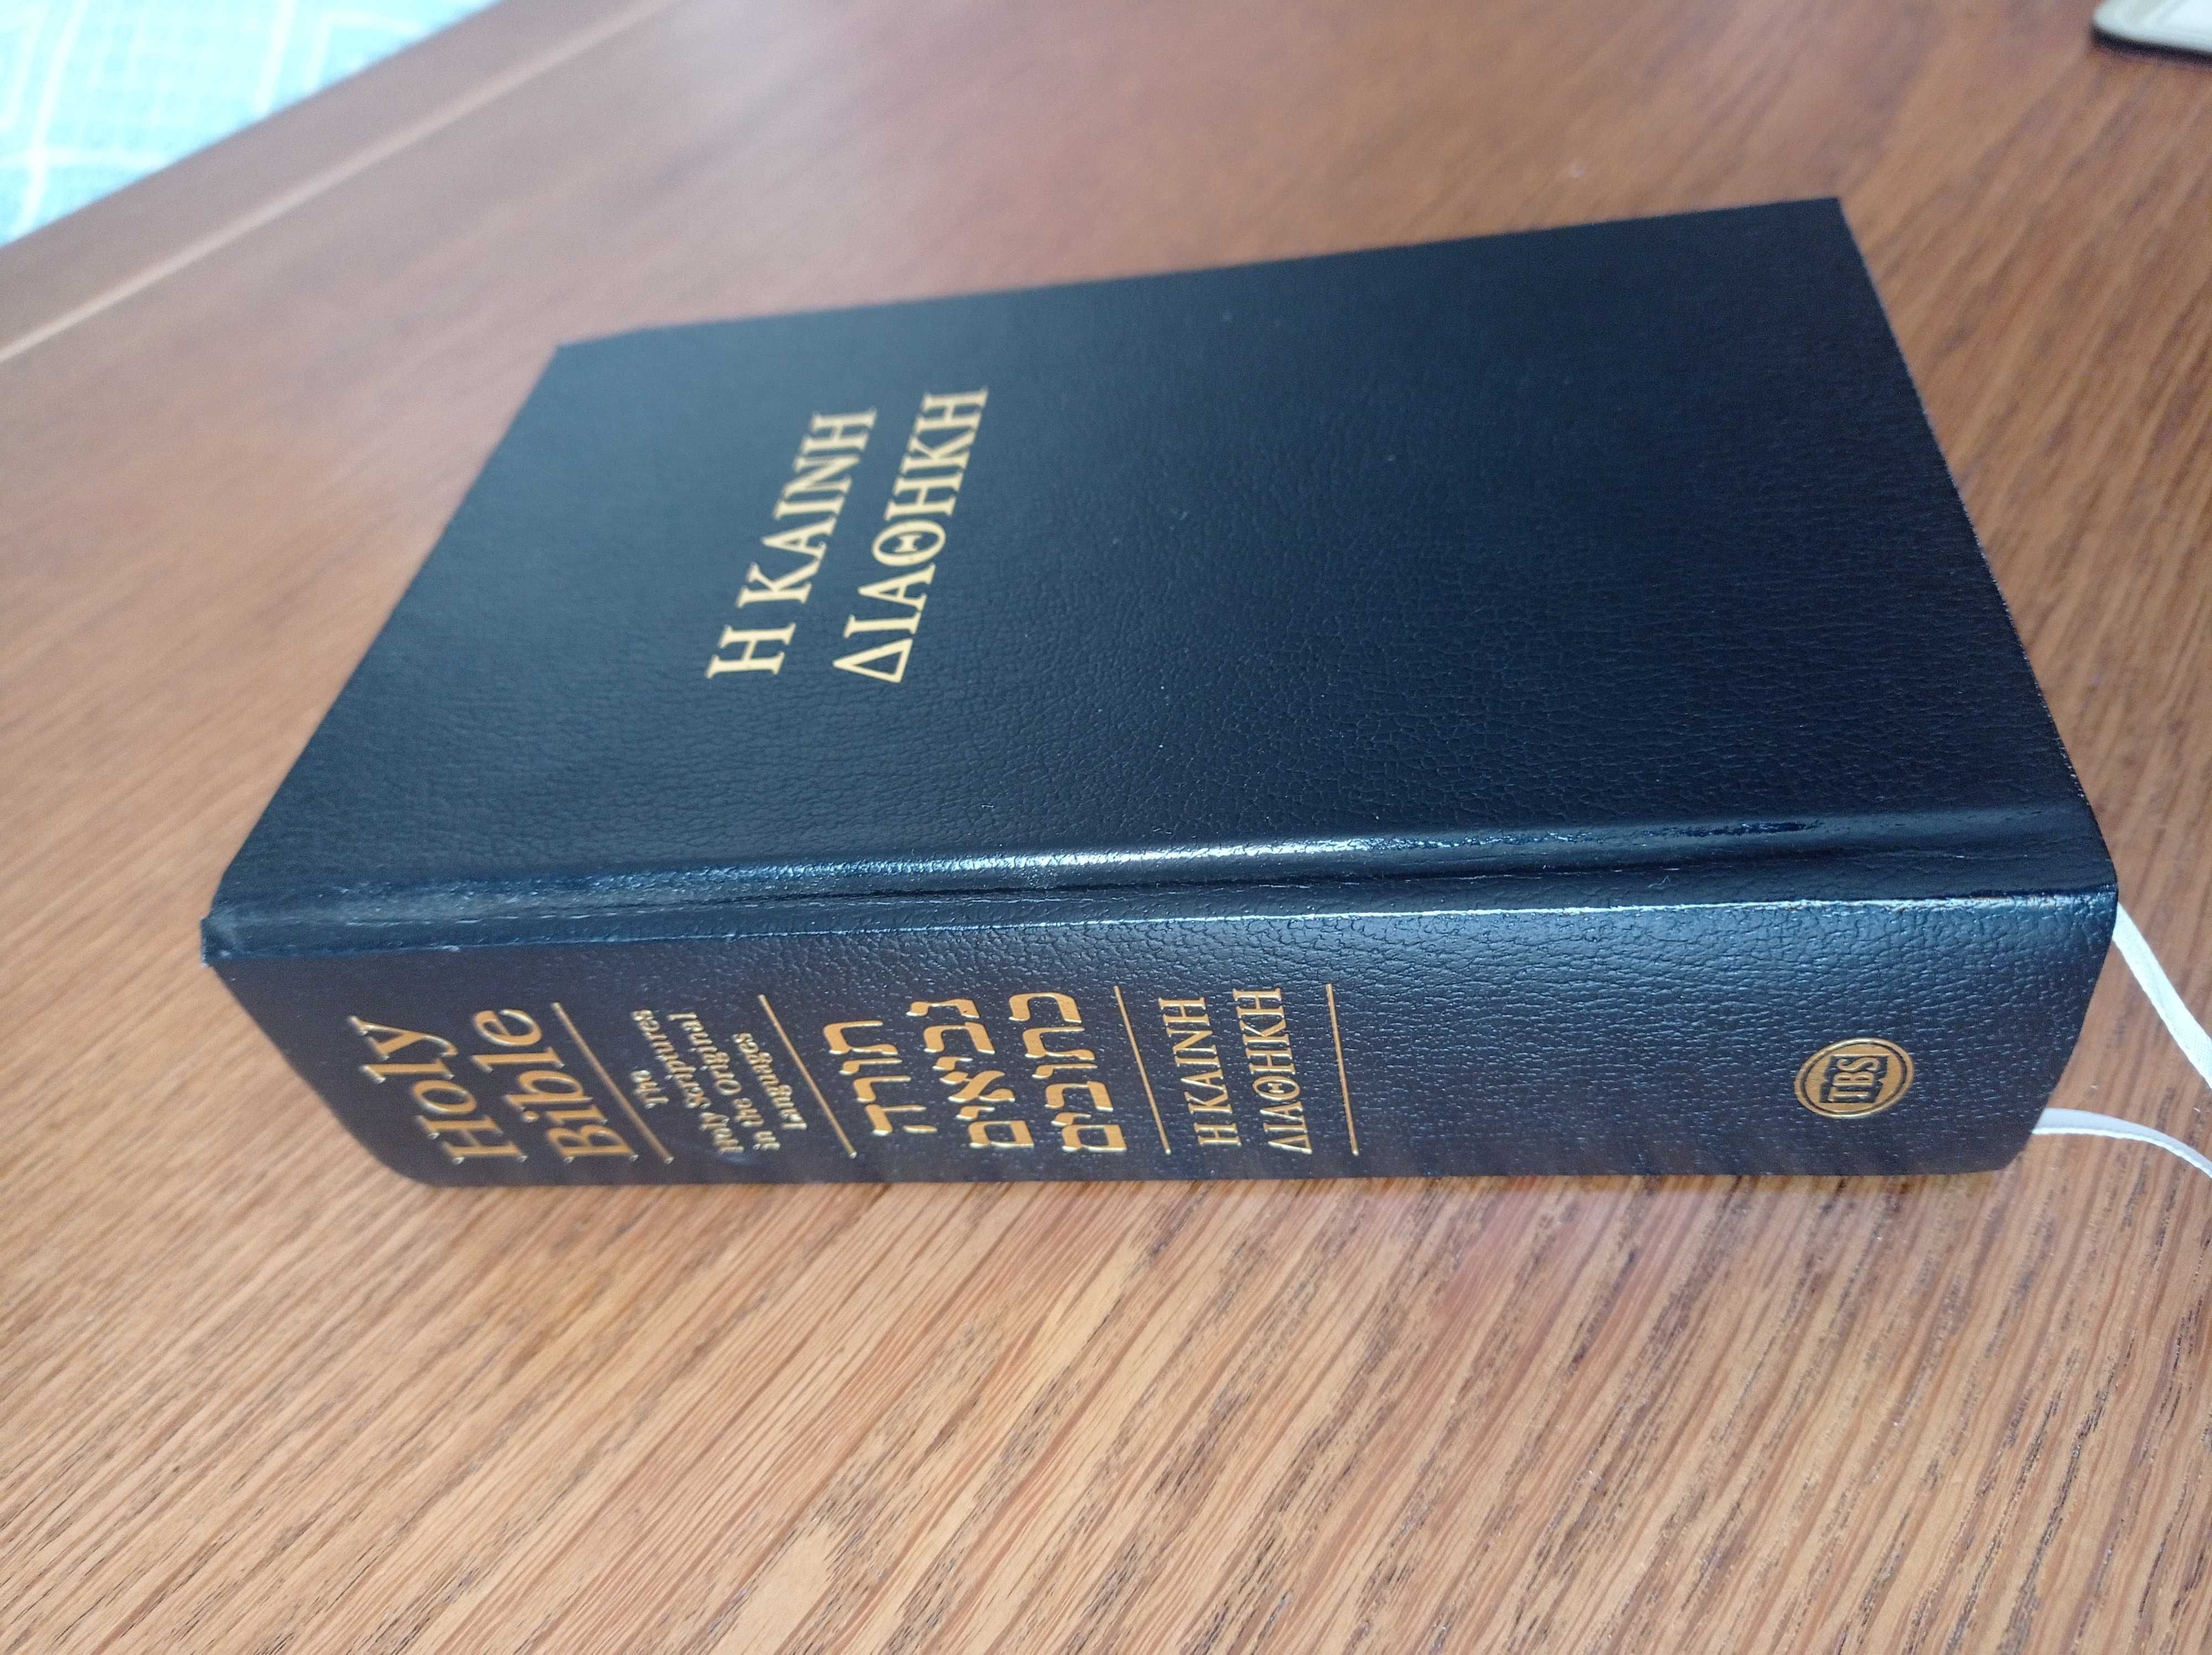 Η ΚΑΙΝΗ
ΔΙΑΘΗΚΗ
Holy
Bible
The
Holy Scriptures
in the Original
Languages
תורה
נביאים
כתובים
Η ΚΑΙΝΗ
ΔΙΑΘΗΚΗ
TBS